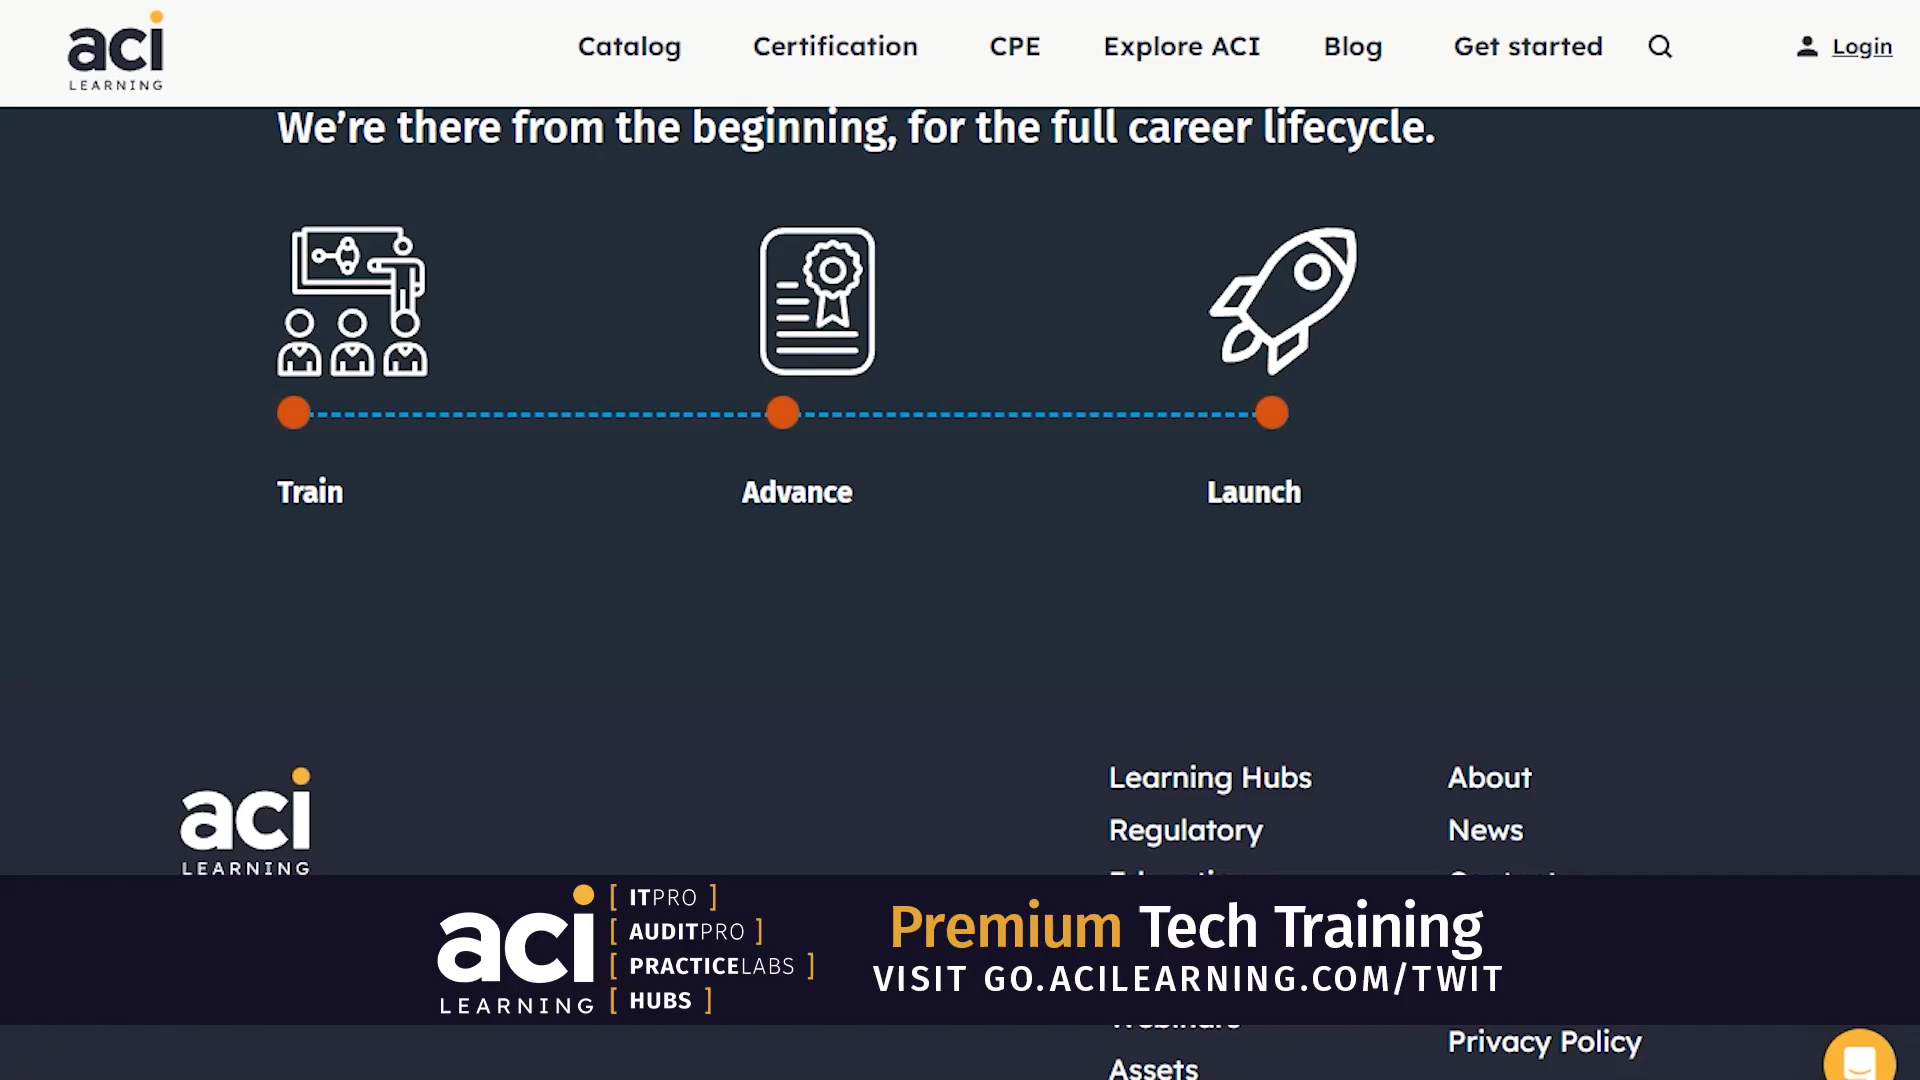 aci
LEARNING
Catalog
Certification
CPE
Explore ACI
Blog
Get started
Login
We're there from the beginning, for the full career lifecycle.
Train
Advance
Launch
aci
LEARNING
Learning Hubs
About
Regulatory
News
aci
LEARNING
[ ITPRO ]
[ AUDITPRO ]
[ PRACTICELABS ]
[ HUBS ]
Premium Tech Training
VISIT GO.ACILEARNING.COM/TWIT
Privacy Policy
Assets